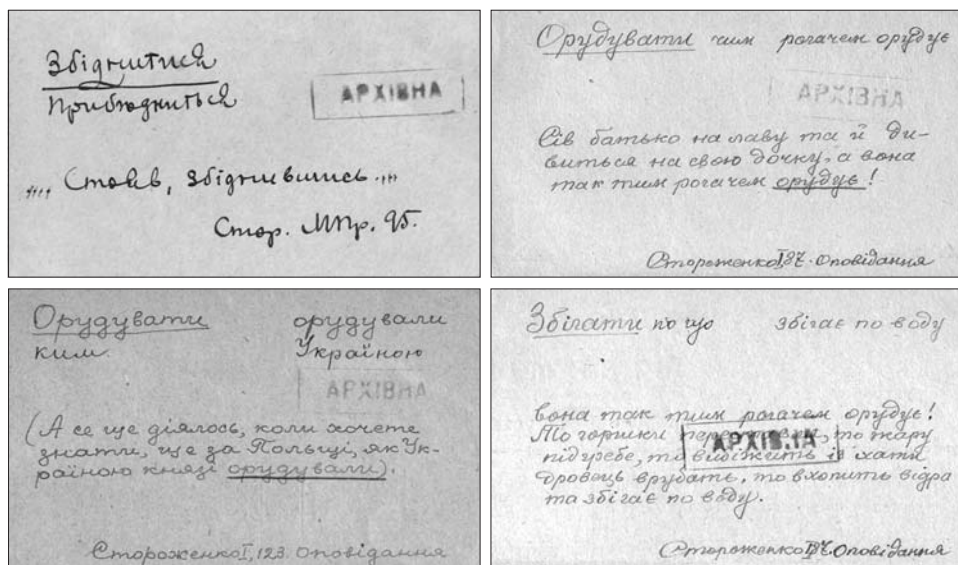 Збіднитися
Прибідниться
АРХІВНА
„„ Стоїв, збіднившись „„
Стор. МПр. 95.
Орудувати чим рогачем орудує
АРХІВНА
Сів батько на лаву та й ди-
виться на свою дочку, а вона
так тим рогачем орудує!
Стороженко I, 87. Оповідання
Орудувати орудували
ким. Україною
АРХІВНА
(А се ще діялось, коли хочете
знати, ще за Польщі, як Ук-
раїною князі орудували).
Стороженко I, 123. Оповідання
Збігати по що збігає по воду
вона так тим рогачем орудує!
То горшки, то жару
підгребе, то вибіжить із хати
дровець врубать, то вхопить відра
та збігає по воду.
АРХІВНА
Стороженко I, 87. Оповідання